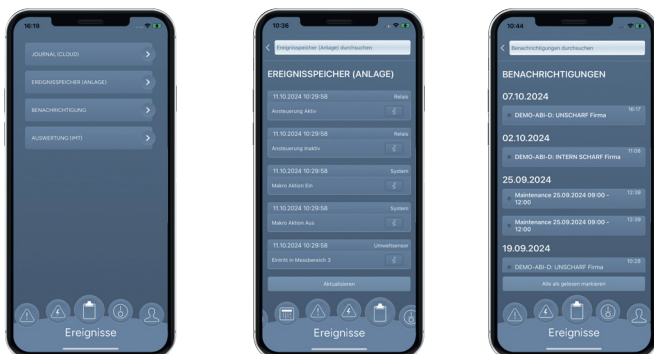 16:19
JOURNAL (CLOUD)
EREIGNISSPEICHER (ANLAGE)
BENACHRICHTIGUNG
AUSWERTUNG (IMT)
Ereignisse
10:36
Ereignisspeicher (Anlage) durchsuchen
EREIGNISSPEICHER (ANLAGE)
11.10.2024 10:29:58 Relais
Ansteuerung Aktiv
11.10.2024 10:29:58 Relais
Ansteuerung Inaktiv
11.10.2024 10:29:58 System
Makro Aktion Ein
11.10.2024 10:29:58 System
Makro Aktion Aus
11.10.2024 10:29:58 Umweltsensor
Eintritt in Messbereich 3
Aktualisieren
Ereignisse
10:44
Benachrichtigungen durchsuchen
BENACHRICHTIGUNGEN
07.10.2024
16:17
DEMO-ABI-D: UNSCHARF Firma
02.10.2024
11:08
DEMO-ABI-D: INTERN SCHARF Firma
25.09.2024
Maintenance 25.09.2024 09:00 - 12:39
12:00
Maintenance 25.09.2024 09:00 - 12:39
12:00
19.09.2024
10:28
DEMO-ABI-D: UNSCHARF Firma
Alle als gelesen markieren
Ereignisse